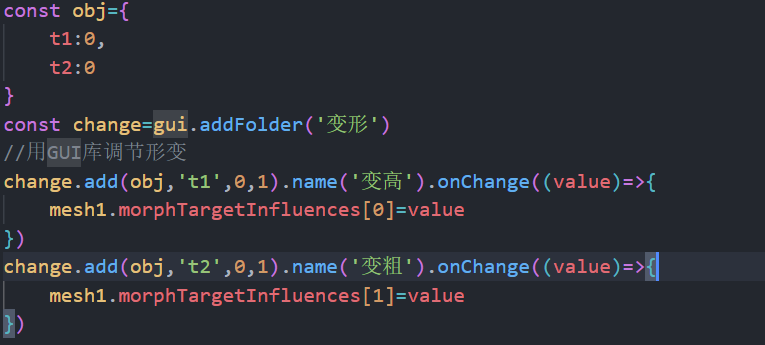 const obj={
    t1:0,
    t2:0
}
const change=gui.addFolder('变形')
//用GUI库调节形变
change.add(obj,'t1',0,1).name('变高').onChange((value)=>{
    mesh1.morphTargetInfluences[0]=value
})
change.add(obj,'t2',0,1).name('变粗').onChange((value)=>{
    mesh1.morphTargetInfluences[1]=value
})